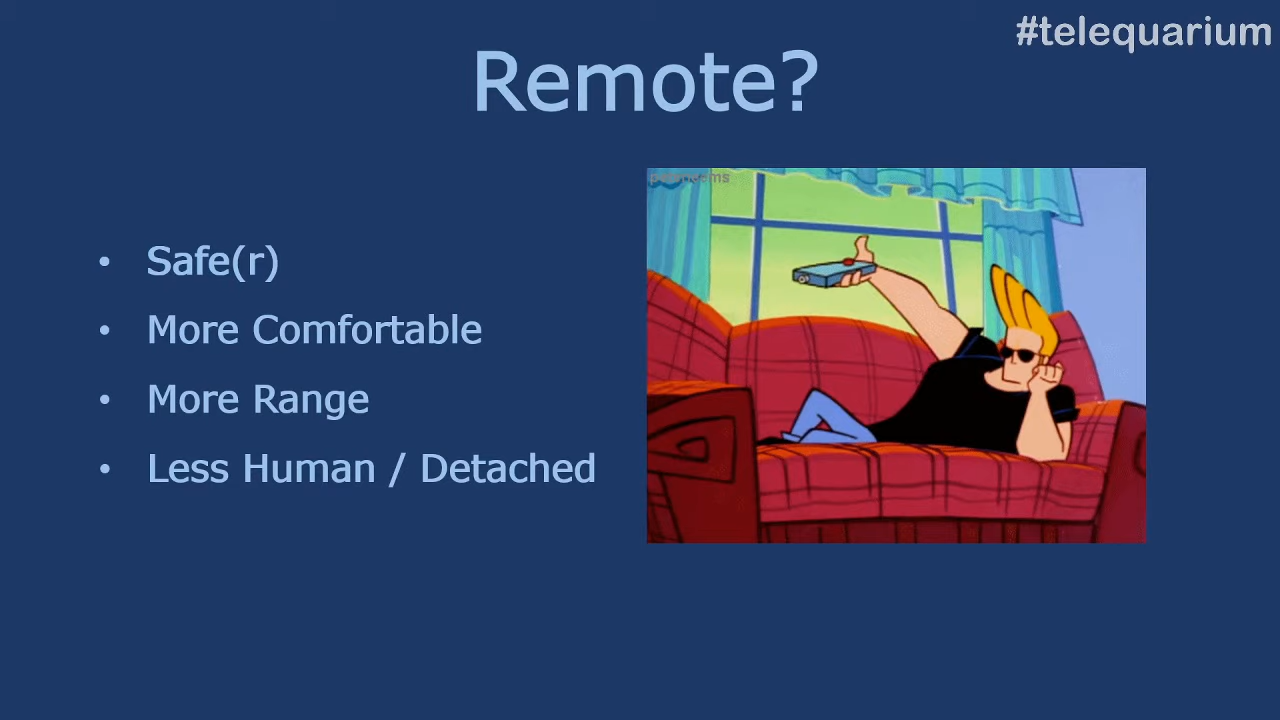 #telequarium
Remote?
• Safe(r)
• More Comfortable
• More Range
• Less Human / Detached